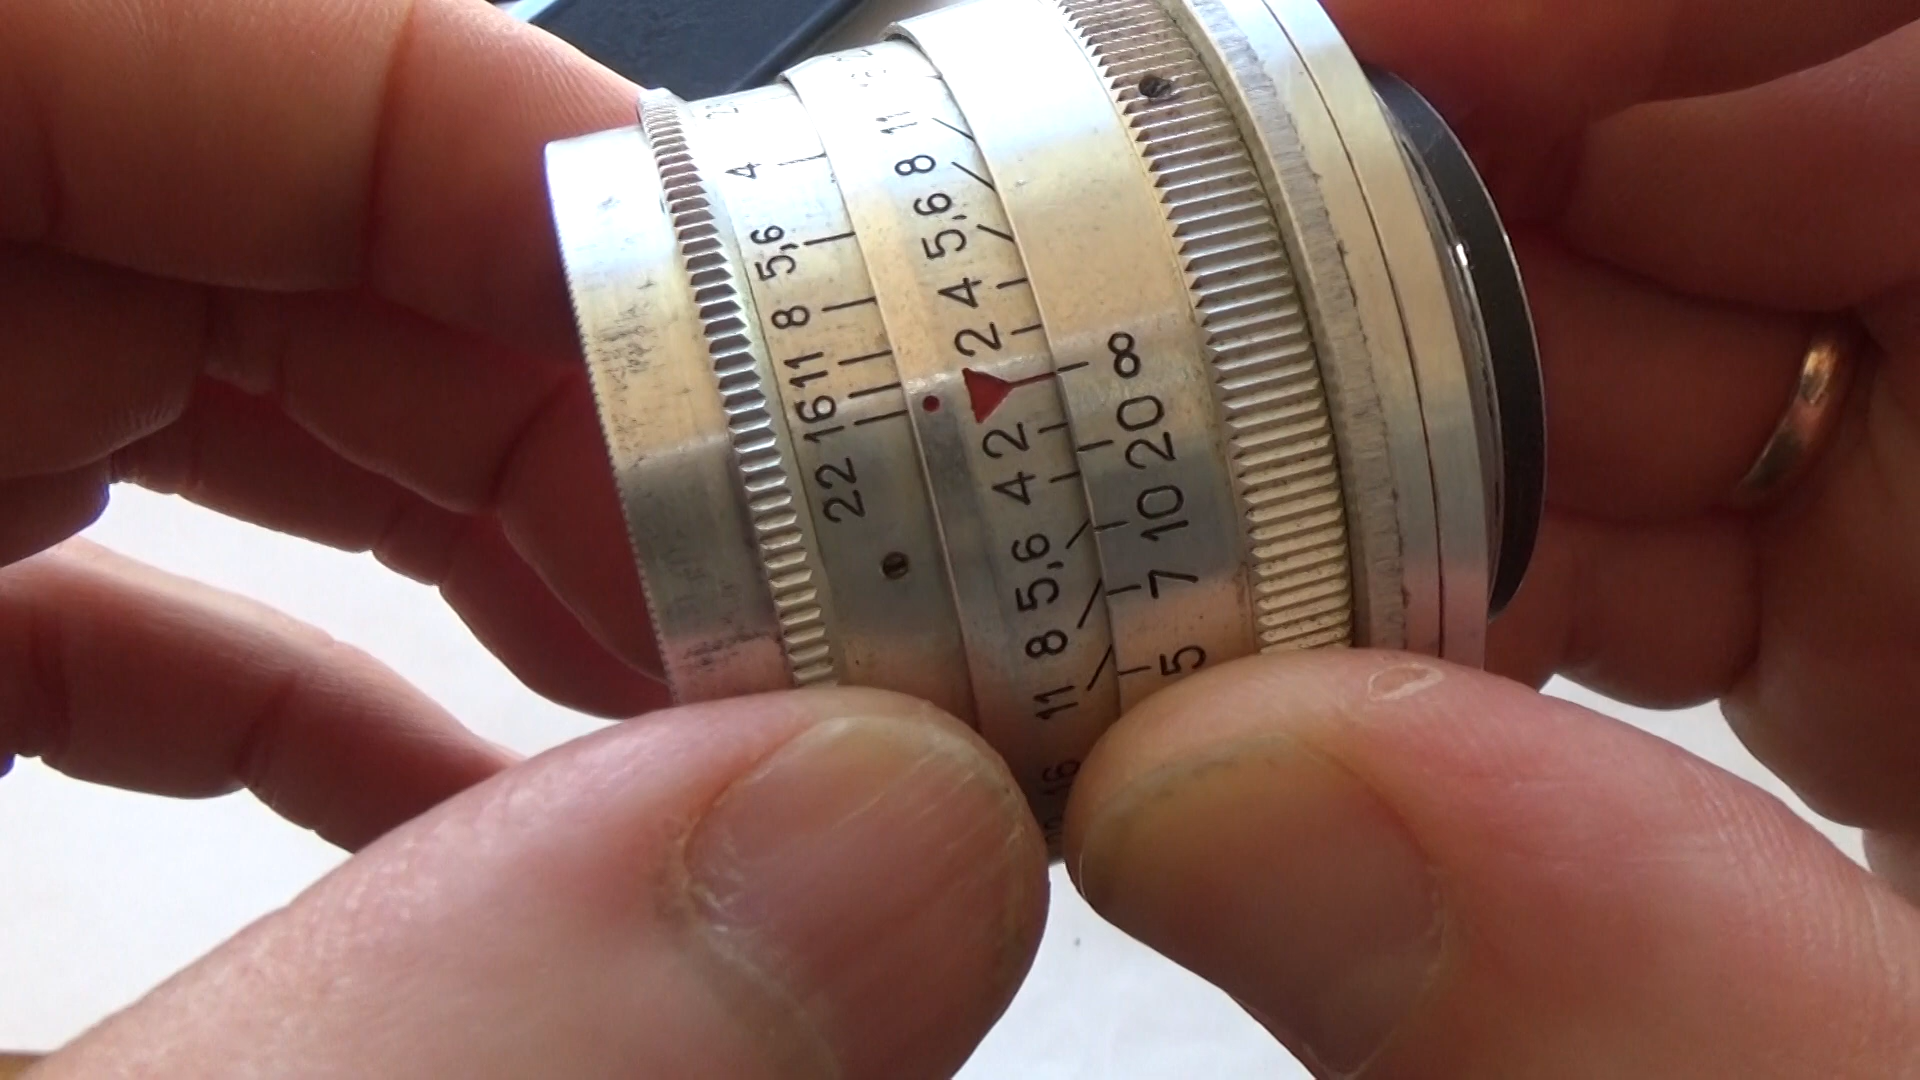 4 5,6 8 11 16 22
11 8 5,6 4 2 2 4 5,6 8 11 16
∞ 20 10 7 5